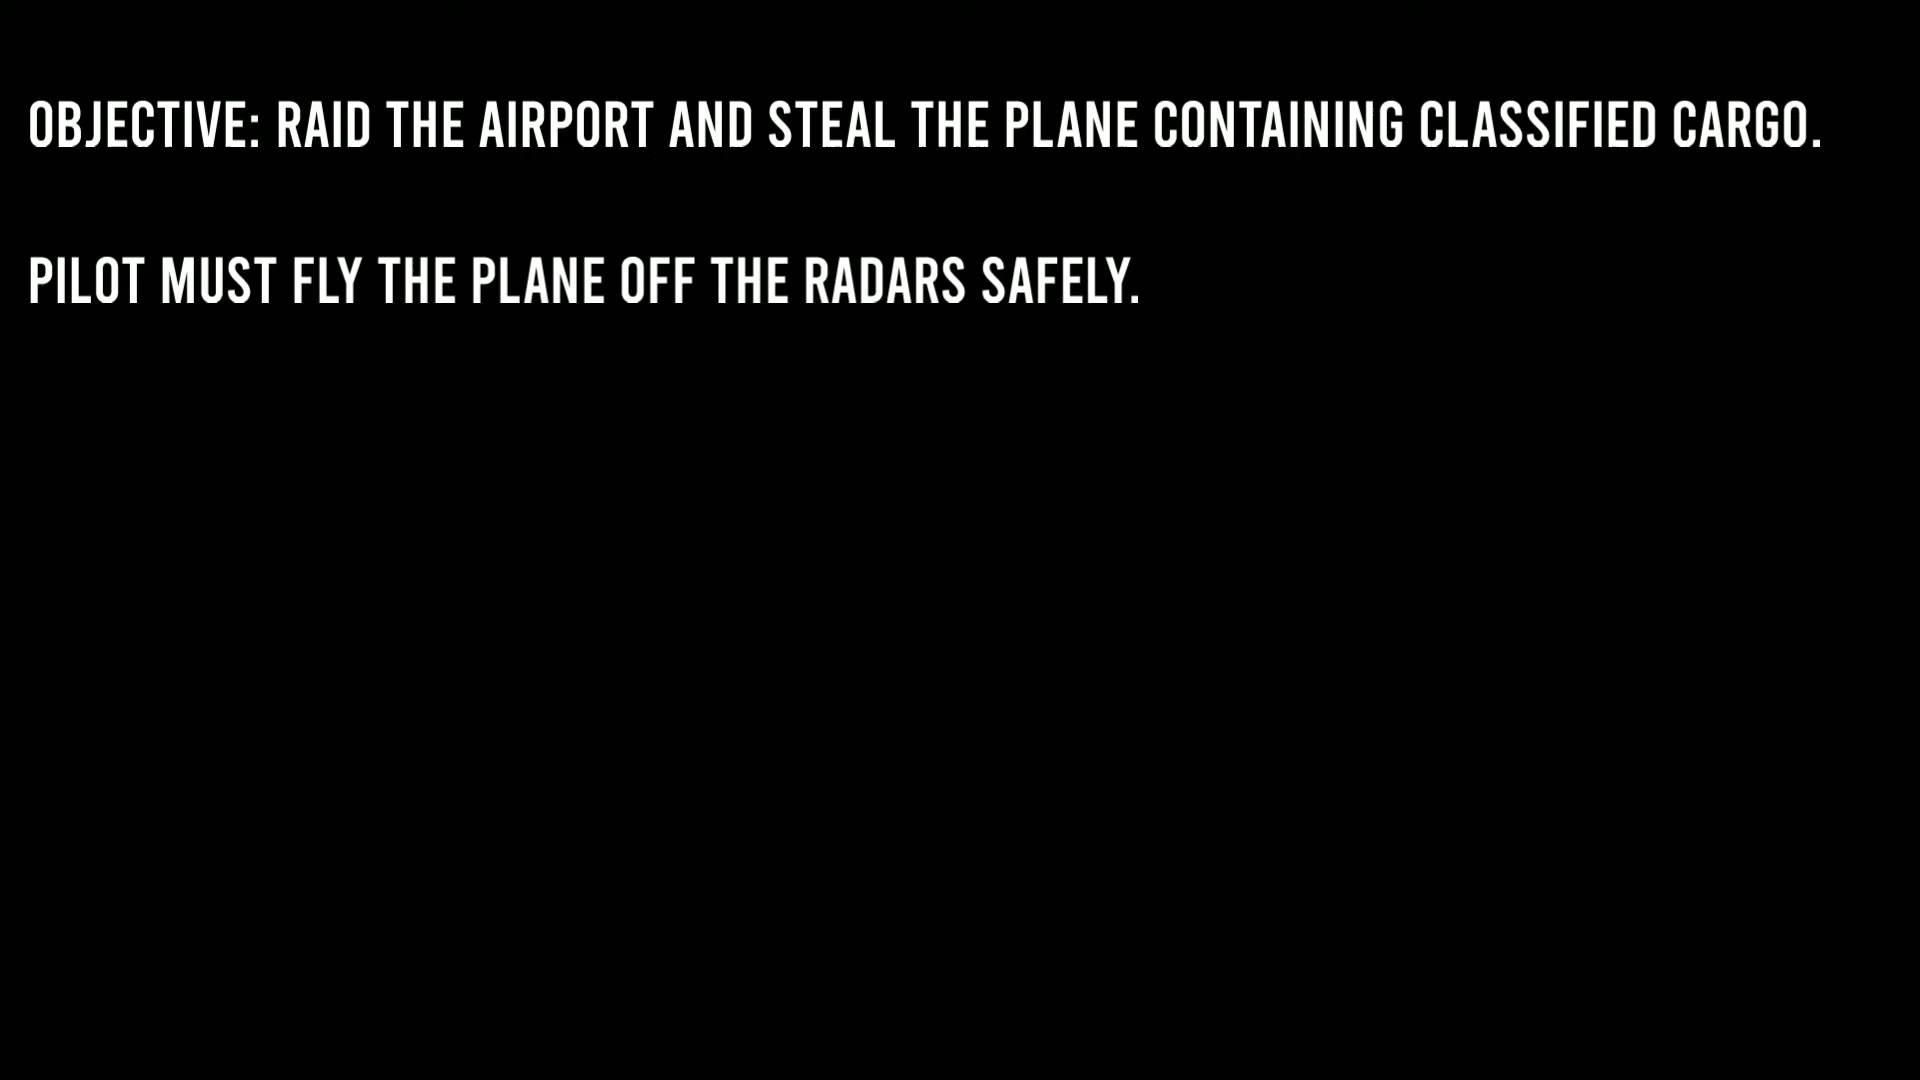 OBJECTIVE: RAID THE AIRPORT AND STEAL THE PLANE CONTAINING CLASSIFIED CARGO.
PILOT MUST FLY THE PLANE OFF THE RADARS SAFELY.